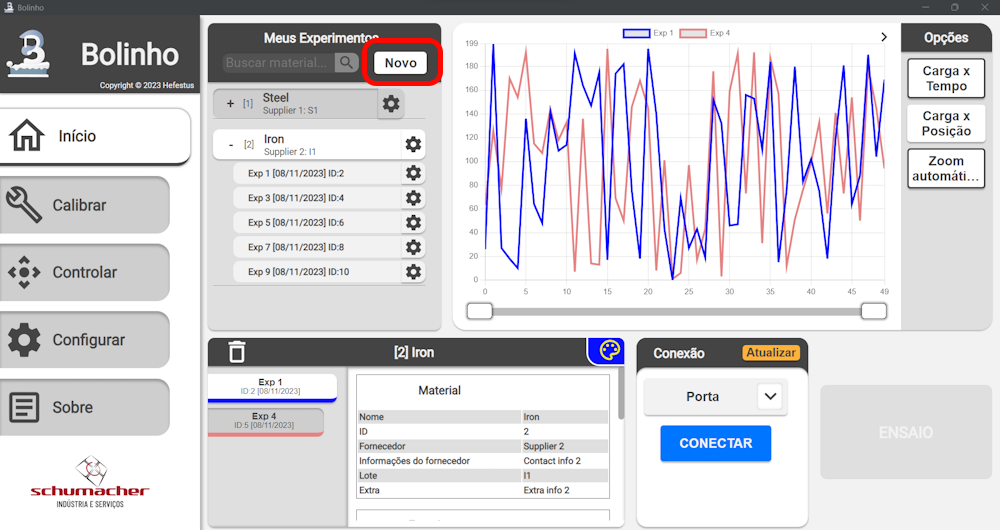 Bolinho
Bolinho
Copyright © 2023 Hefestus
Início
Calibrar
Controlar
Configurar
Sobre
schumacher
INDÚSTRIA E SERVIÇOS
Meus Experimentos
Buscar material...
Novo
+ [1] Steel
Supplier 1: S1
- [2] Iron
Supplier 2: I1
Exp 1 [08/11/2023] ID:2
Exp 3 [08/11/2023] ID:4
Exp 5 [08/11/2023] ID:6
Exp 7 [08/11/2023] ID:8
Exp 9 [08/11/2023] ID:10
Exp 1 Exp 4
199
180
160
140
120
100
80
60
40
20
0
0 5 10 15 20 25 30 35 40 45 49
Opções
Carga x
Tempo
Carga x
Posição
Zoom
automáti...
[2] Iron
Exp 1
ID:2 [08/11/2023]
Exp 4
ID:5 [08/11/2023]
Material
Nome Iron
ID 2
Fornecedor Supplier 2
Informações do fornecedor Contact info 2
Lote I1
Extra Extra info 2
Conexão
Atualizar
Porta
CONECTAR
ENSAIO